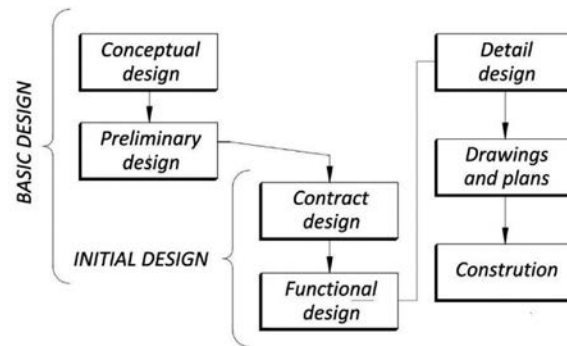 BASIC DESIGN
Conceptual
design
Preliminary
design
INITIAL DESIGN
Contract
design
Functional
design
Detail
design
Drawings
and plans
Constrution